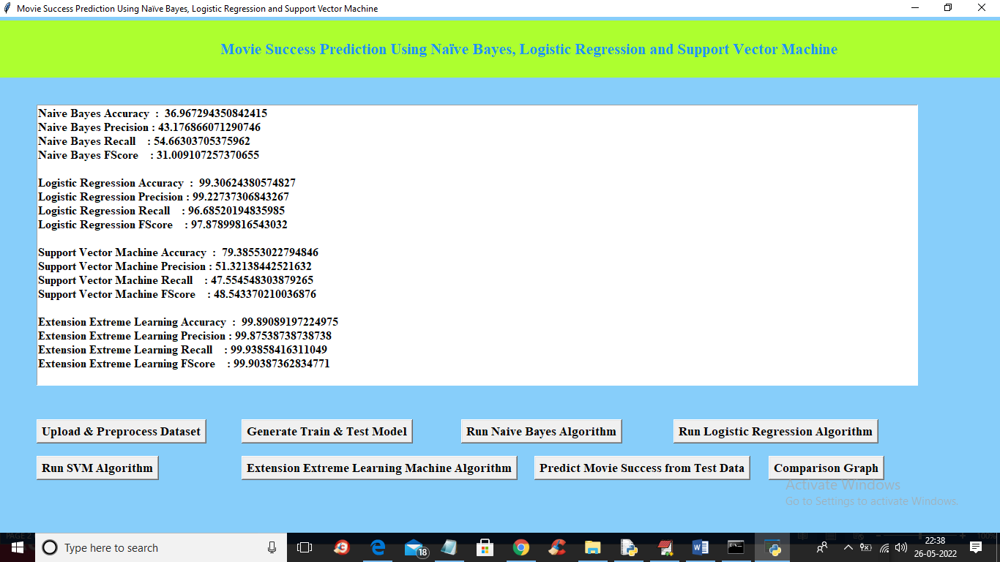 Movie Success Prediction Using Naïve Bayes, Logistic Regression and Support Vector Machine
Movie Success Prediction Using Naïve Bayes, Logistic Regression and Support Vector Machine
Naive Bayes Accuracy  :  36.967294350842415
Naive Bayes Precision : 43.176866071290746
Naive Bayes Recall    : 54.66303705375962
Naive Bayes FScore    : 31.009107257370655
Logistic Regression Accuracy  :  99.30624380574827
Logistic Regression Precision : 99.22737306843267
Logistic Regression Recall    : 96.68520194835985
Logistic Regression FScore    : 97.87899816543032
Support Vector Machine Accuracy  :  79.38553022794846
Support Vector Machine Precision : 51.32138442521632
Support Vector Machine Recall    : 47.554548303879265
Support Vector Machine FScore    : 48.543370210036876
Extension Extreme Learning Accuracy  :  99.89089197224975
Extension Extreme Learning Precision : 99.87538738738738
Extension Extreme Learning Recall    : 99.93858416311049
Extension Extreme Learning FScore    : 99.90387362834771
Upload & Preprocess Dataset Generate Train & Test Model Run Naive Bayes Algorithm Run Logistic Regression Algorithm
Run SVM Algorithm Extension Extreme Learning Machine Algorithm Predict Movie Success from Test Data Comparison Graph
Activate Windows
Go to Settings to activate Windows.
PAGE 2 100%
Type here to search 18 22:38
26-05-2022